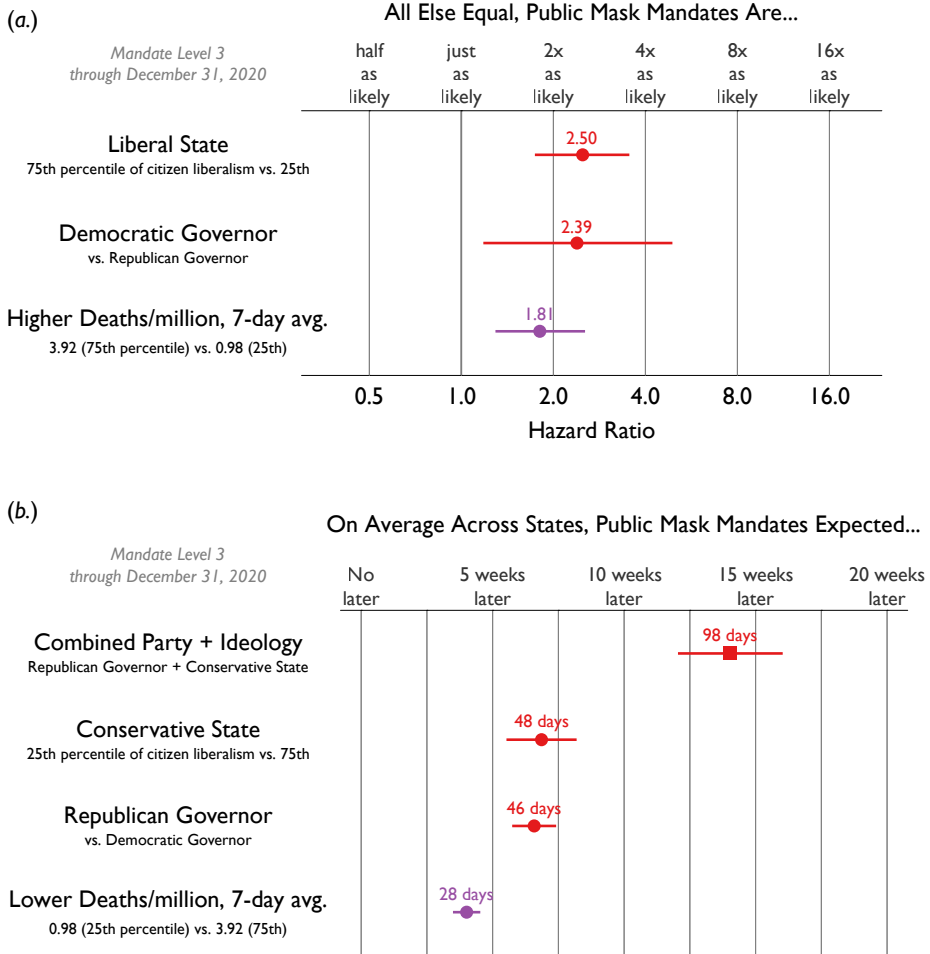 (a.)
All Else Equal, Public Mask Mandates Are...
Mandate Level 3
through December 31, 2020
half
as
likely
just
as
likely
2x
as
likely
4x
as
likely
8x
as
likely
16x
as
likely
Liberal State
75th percentile of citizen liberalism vs. 25th
2.50
Democratic Governor
vs. Republican Governor
2.39
Higher Deaths/million, 7-day avg.
3.92 (75th percentile) vs. 0.98 (25th)
1.81
0.5 1.0 2.0 4.0 8.0 16.0
Hazard Ratio
(b.)
On Average Across States, Public Mask Mandates Expected...
Mandate Level 3
through December 31, 2020
No
later
5 weeks
later
10 weeks
later
15 weeks
later
20 weeks
later
Combined Party + Ideology
Republican Governor + Conservative State
98 days
Conservative State
25th percentile of citizen liberalism vs. 75th
48 days
Republican Governor
vs. Democratic Governor
46 days
Lower Deaths/million, 7-day avg.
0.98 (25th percentile) vs. 3.92 (75th)
28 days